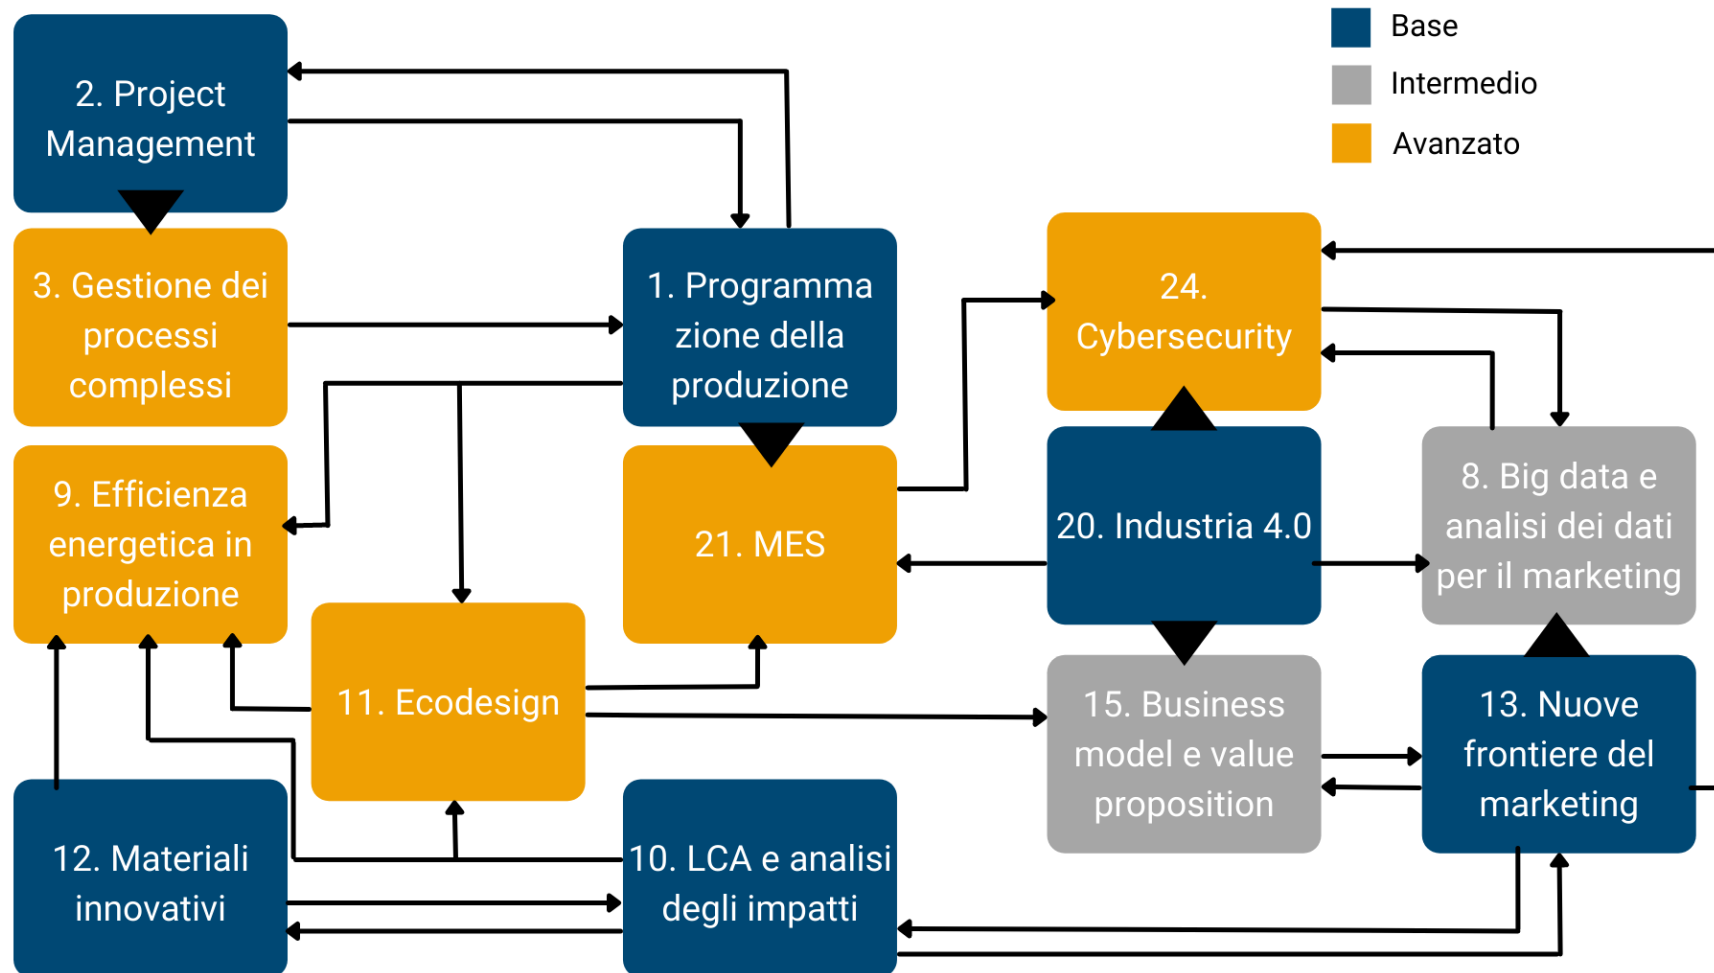 Base
Intermedio
Avanzato
2. Project
Management
3. Gestione dei
processi
complessi
1. Programma
zione della
produzione
24.
Cybersecurity
9. Efficienza
energetica in
produzione
21. MES
20. Industria 4.0
8. Big data e
analisi dei dati
per il marketing
11. Ecodesign
15. Business
model e value
proposition
13. Nuove
frontiere del
marketing
12. Materiali
innovativi
10. LCA e analisi
degli impatti